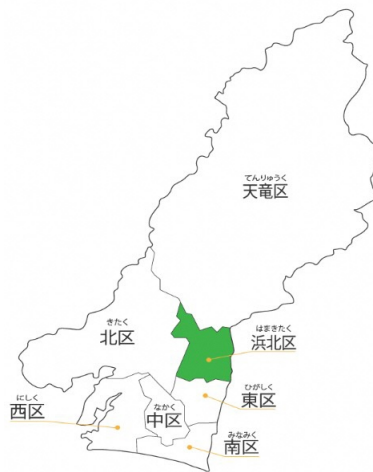 てんりゅうく
天竜区
きたく
北区
はまきたく
浜北区
ひがしく
東区
にしく
西区
なかく
中区
みなみく
南区